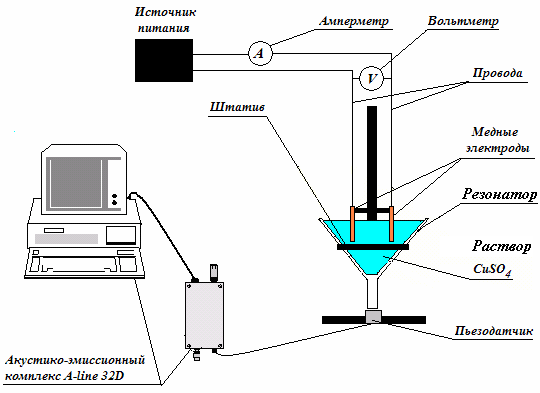 Источник
питания
Амперметр
Вольтметр
A
V
Провода
Штатив
Медные
электроды
Резонатор
Раствор
CuSO4
Пьезодатчик
Акустико-эмиссионный
комплекс A-line 32D